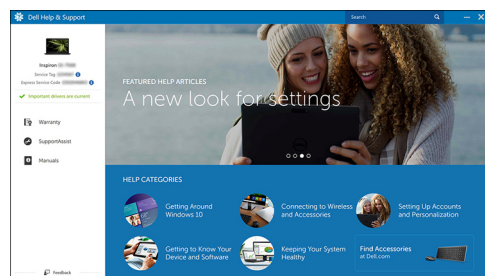 Dell Help & Support
Search
Inspiron
Service Tag
Express Service Code
Important drivers are current
Warranty
SupportAssist
Manuals
Feedback
FEATURED HELP ARTICLES
A new look for settings
HELP CATEGORIES
Getting Around
Windows 10
Connecting to Wireless
and Accessories
Setting Up Accounts
and Personalization
Getting to Know Your
Device and Software
Keeping Your System
Healthy
Find Accessories
at Dell.com